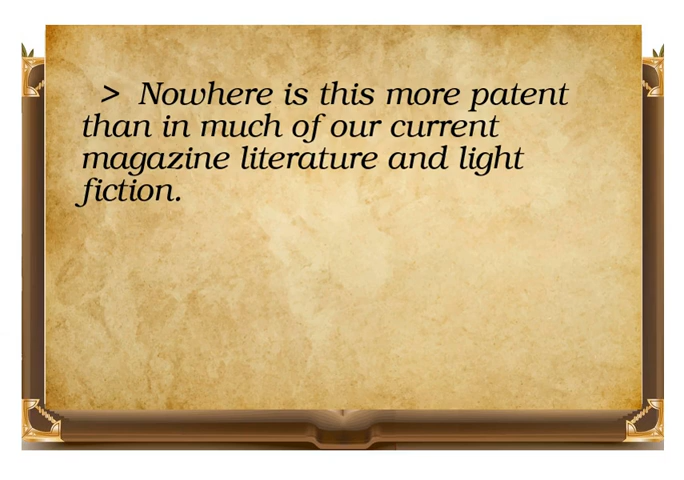 > Nowhere is this more patent
than in much of our current
magazine literature and light
fiction.